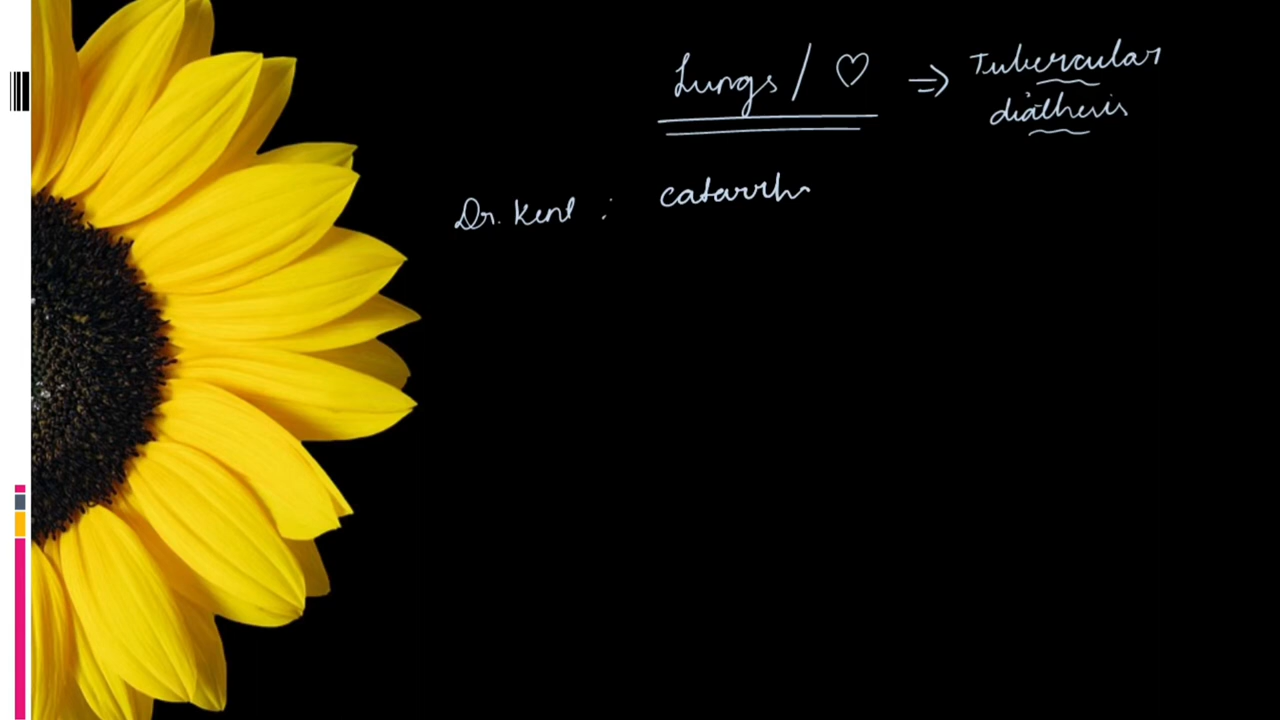 Lungs / ♡ ⇒ Tubercular
diathesis
Dr. Kent : catarrh